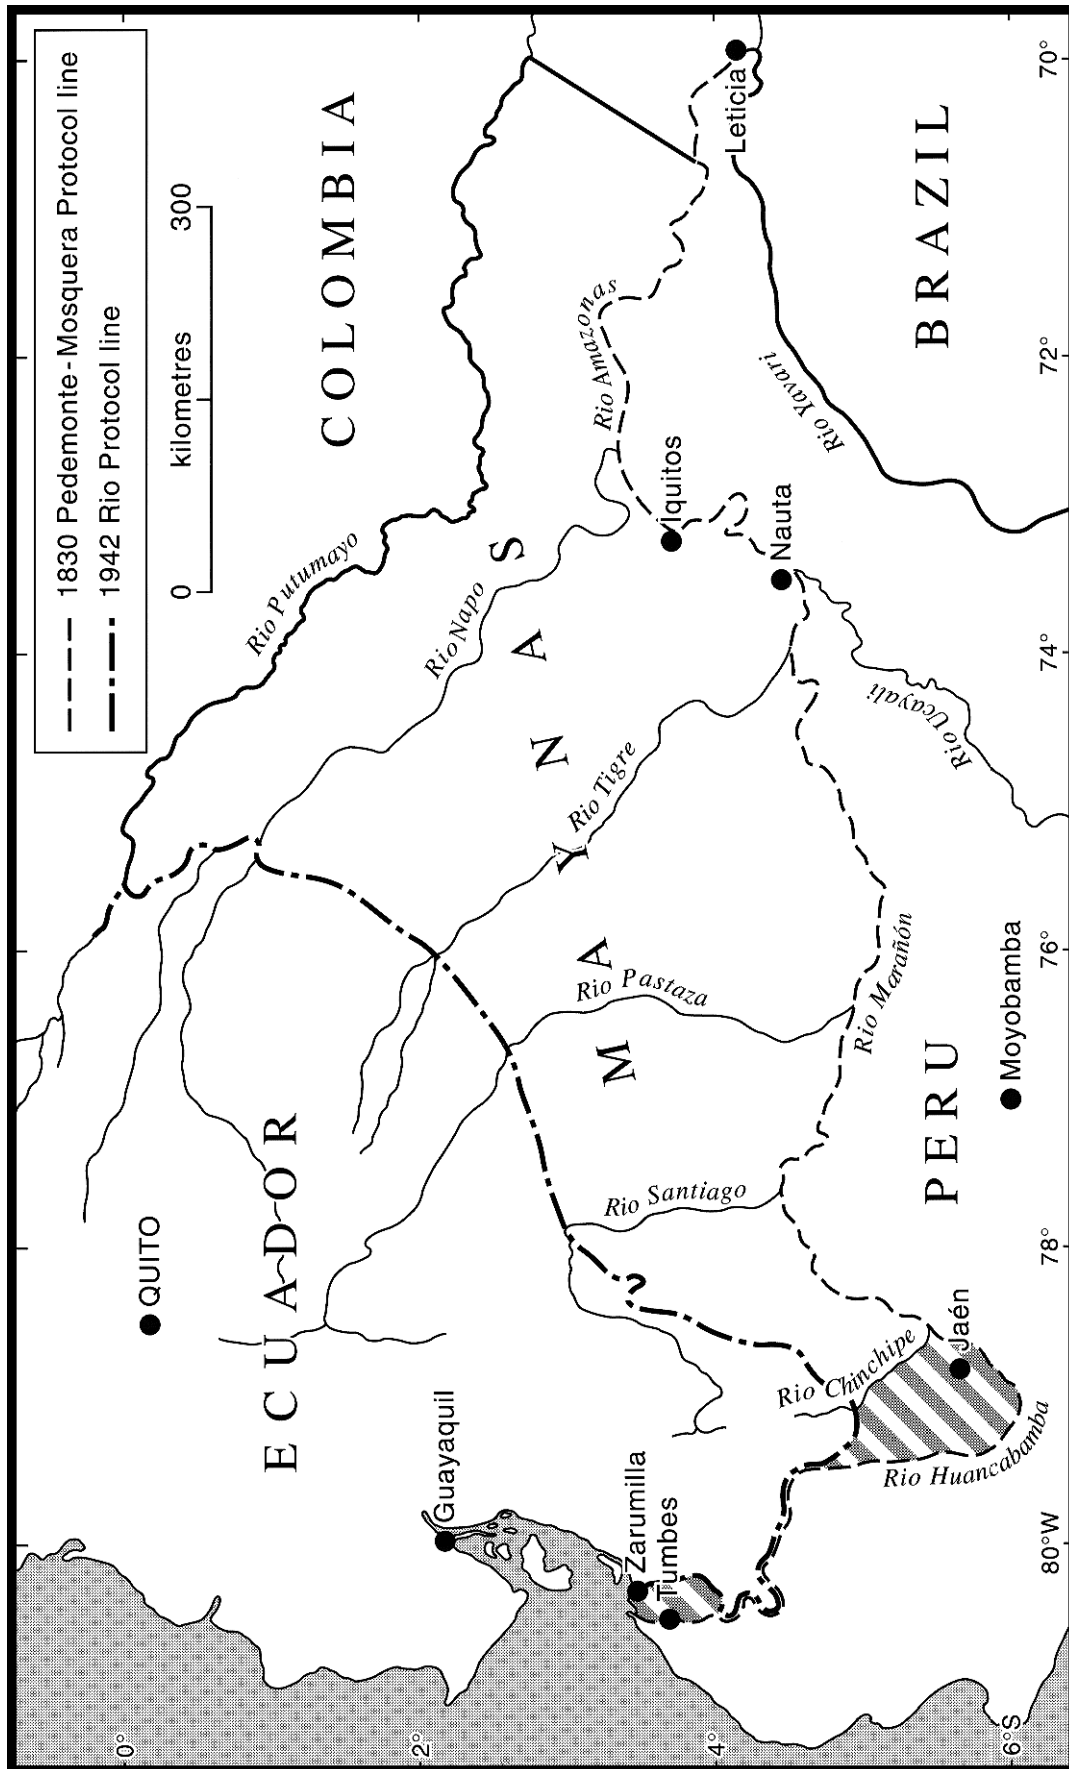 1830 Pedemonte-Mosquera Protocol line
1942 Rio Protocol line
0 kilometres 300
COLOMBIA
ECUADOR
PERU
BRAZIL
MAYNAS
QUITO
Guayaquil
Zarumilla
Tumbes
Jaén
Moyobamba
Nauta
Iquitos
Leticia
Rio Putumayo
Rio Napo
Rio Tigre
Rio Pastaza
Rio Santiago
Rio Chinchipe
Rio Huancabamba
Rio Marañón
Rio Ucayali
Rio Amazonas
Rio Yavari
0°
2°
4°
6°S
80°W
78°
76°
74°
72°
70°